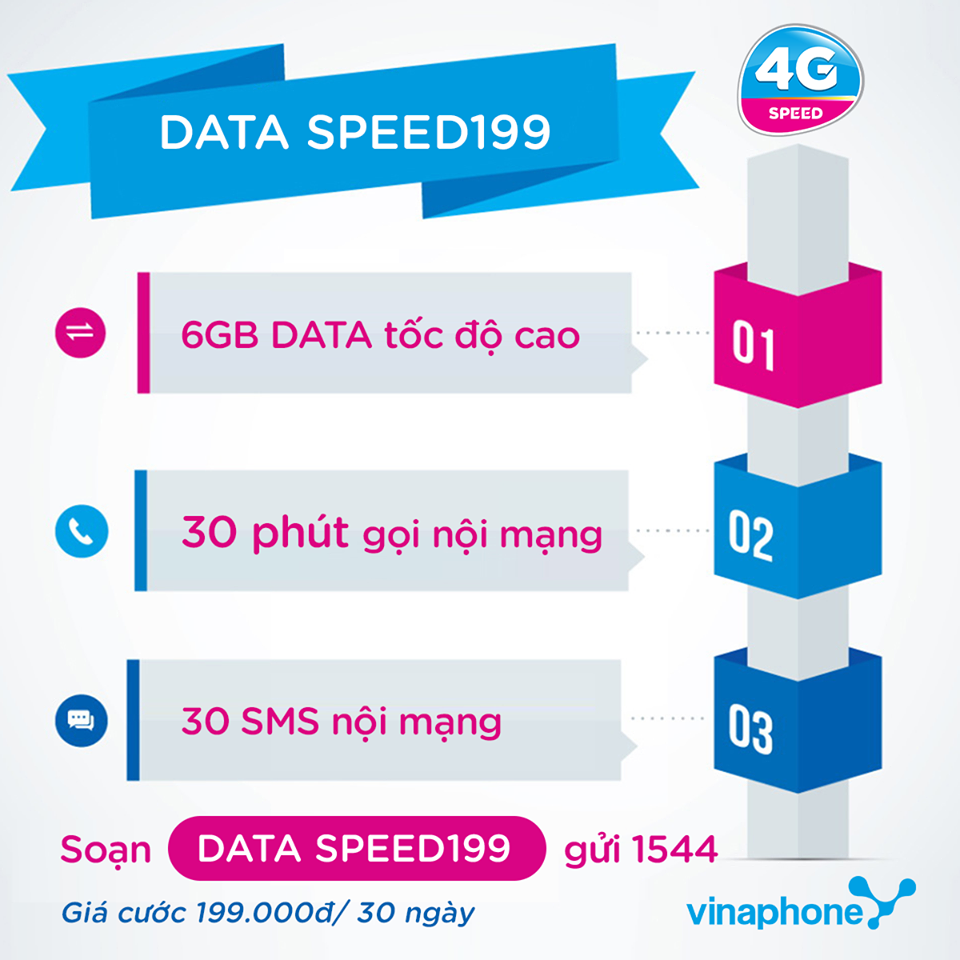 4G
SPEED
DATA SPEED199
6GB DATA tốc độ cao
01
30 phút gọi nội mạng
02
30 SMS nội mạng
03
Soạn DATA SPEED199 gửi 1544
Giá cước 199.000đ/ 30 ngày
vinaphone